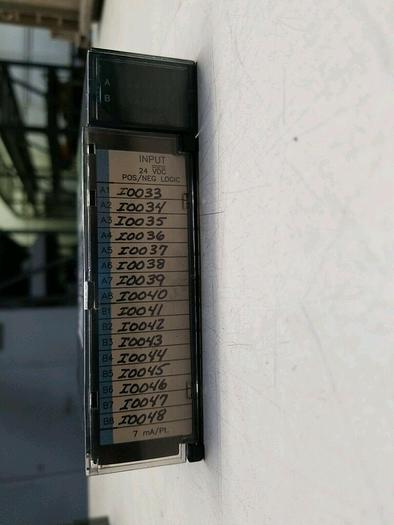 A
B
INPUT
24 VDC
POS/NEG LOGIC
A1 I0033
A2 I0034
A3 I0035
A4 I0036
A5 I0037
A6 I0038
A7 I0039
A8 I0040
B1 I0041
B2 I0042
B3 I0043
B4 I0044
B5 I0045
B6 I0046
B7 I0047
B8 I0048
7 mA/Pt.